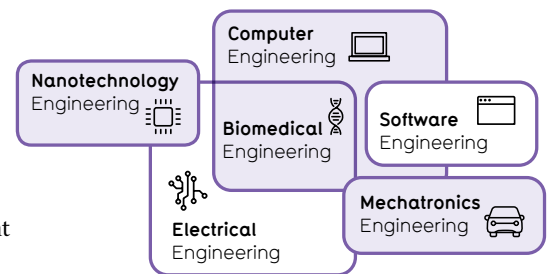 Computer
Engineering
Nanotechnology
Engineering
Biomedical
Engineering
Software
Engineering
Mechatronics
Engineering
Electrical
Engineering